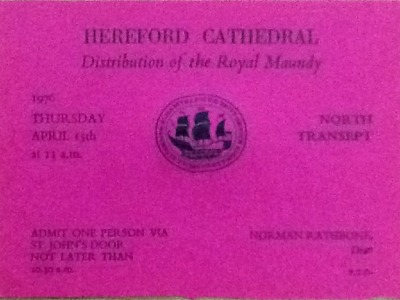 HEREFORD CATHEDRAL
Distribution of the Royal Maundy
1976
THURSDAY
APRIL 15th
at 11 a.m.
NORTH
TRANSEPT
ADMIT ONE PERSON VIA
ST. JOHN'S DOOR
NOT LATER THAN
10.30 a.m.
NORMAN RATHBONE,
Dean